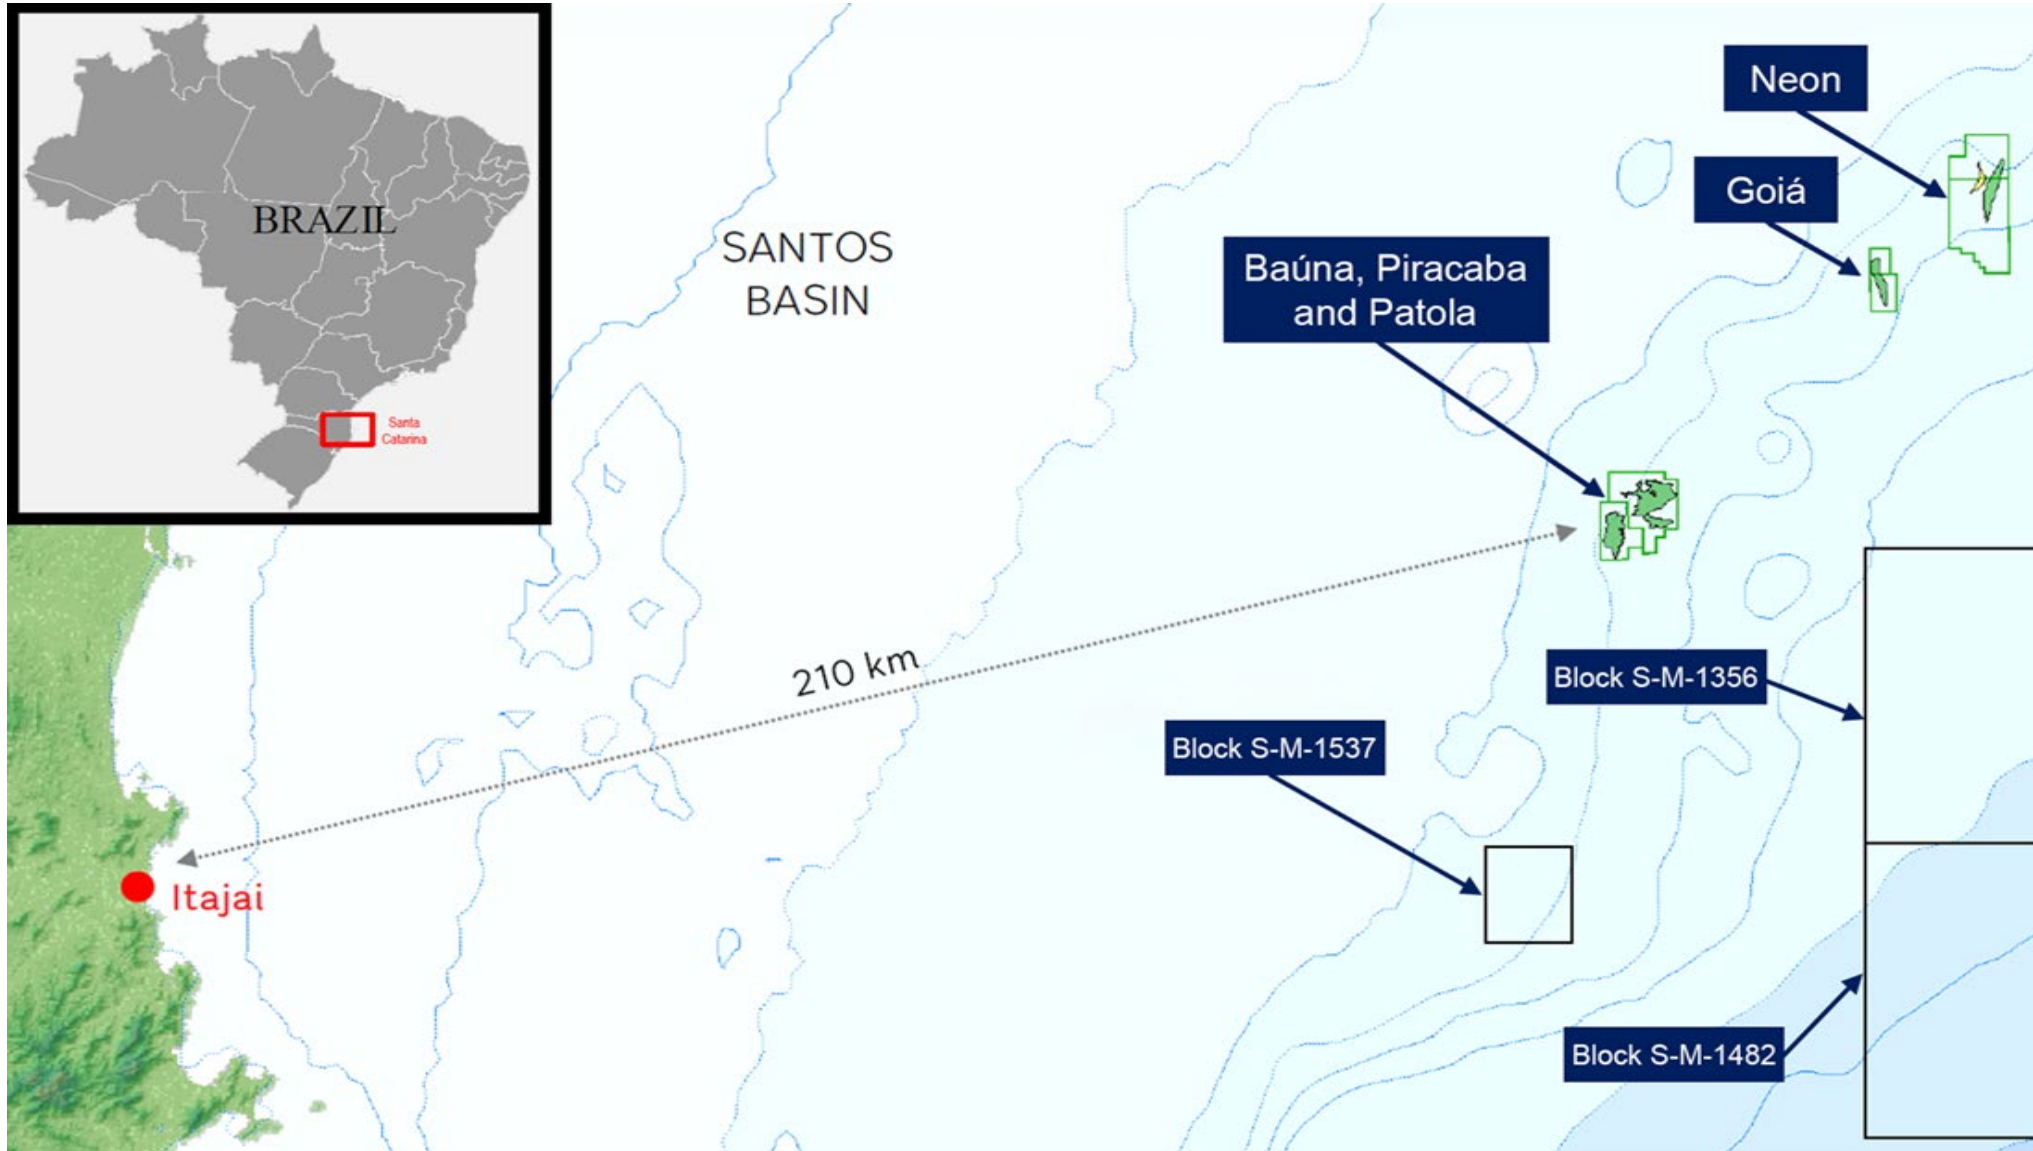 BRAZIL
Santa
Catarina
SANTOS
BASIN
Neon
Goiá
Baúna, Piracaba
and Patola
210 km
Block S-M-1356
Block S-M-1537
Itajai
Block S-M-1482